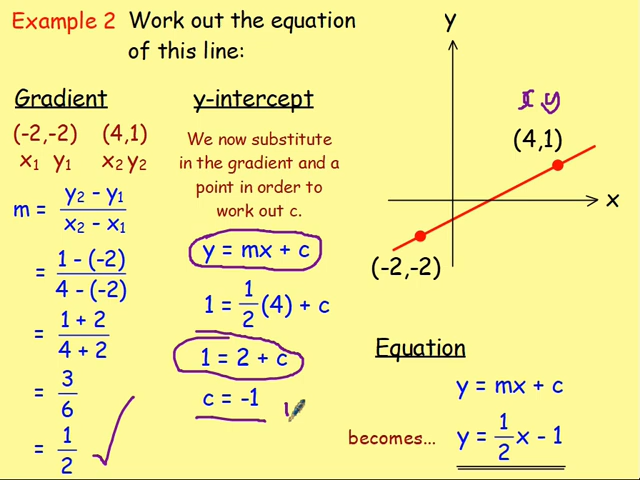 Example 2 Work out the equation
of this line:
Gradient
(-2,-2) (4,1)
x₁ y₁ x₂ y₂
m = y₂ - y₁ / x₂ - x₁
= 1 - (-2) / 4 - (-2)
= 1 + 2 / 4 + 2
= 3 / 6
= 1 / 2
y-intercept
We now substitute
in the gradient and a
point in order to
work out c.
y = mx + c
1 = 1/2 (4) + c
1 = 2 + c
c = -1
y
x y
(4,1)
x
(-2,-2)
Equation
y = mx + c
becomes... y = 1/2 x - 1